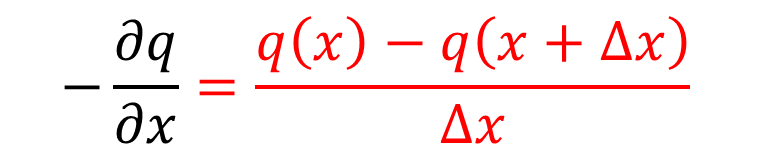 −∂q/∂x = (q(x) − q(x + Δx))/Δx